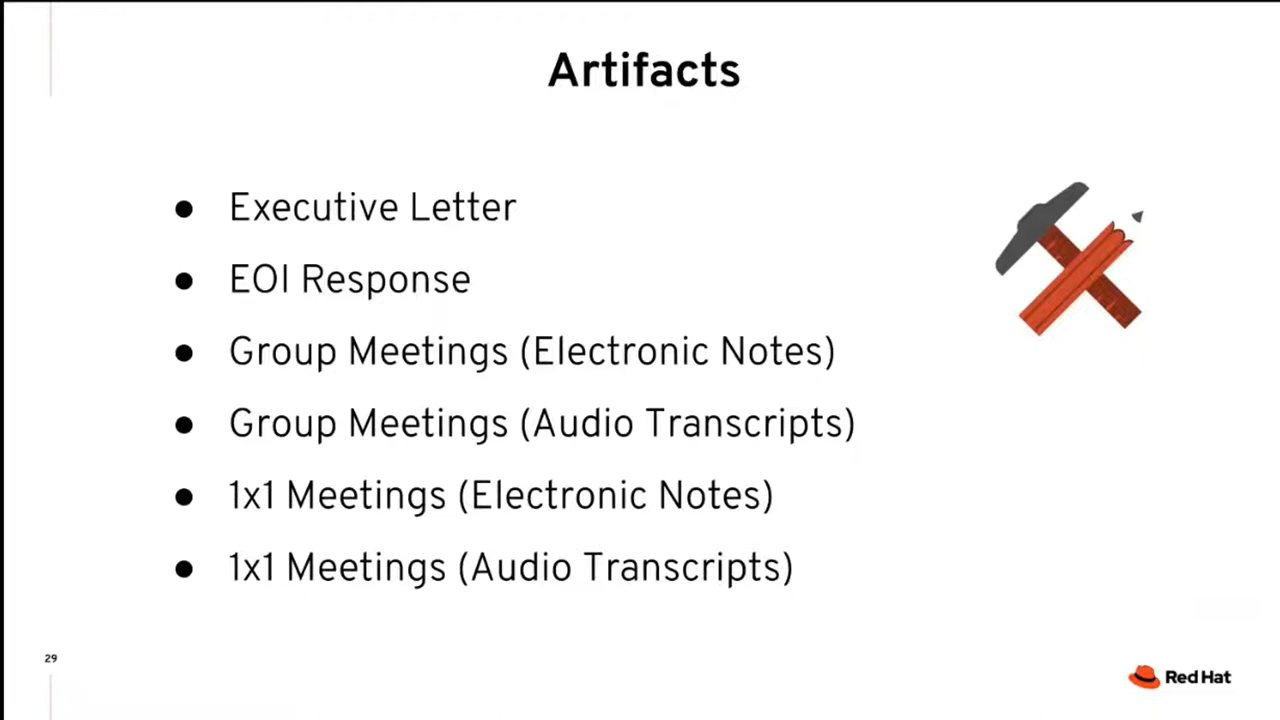 Artifacts
● Executive Letter
● EOI Response
● Group Meetings (Electronic Notes)
● Group Meetings (Audio Transcripts)
● 1x1 Meetings (Electronic Notes)
● 1x1 Meetings (Audio Transcripts)
29
Red Hat